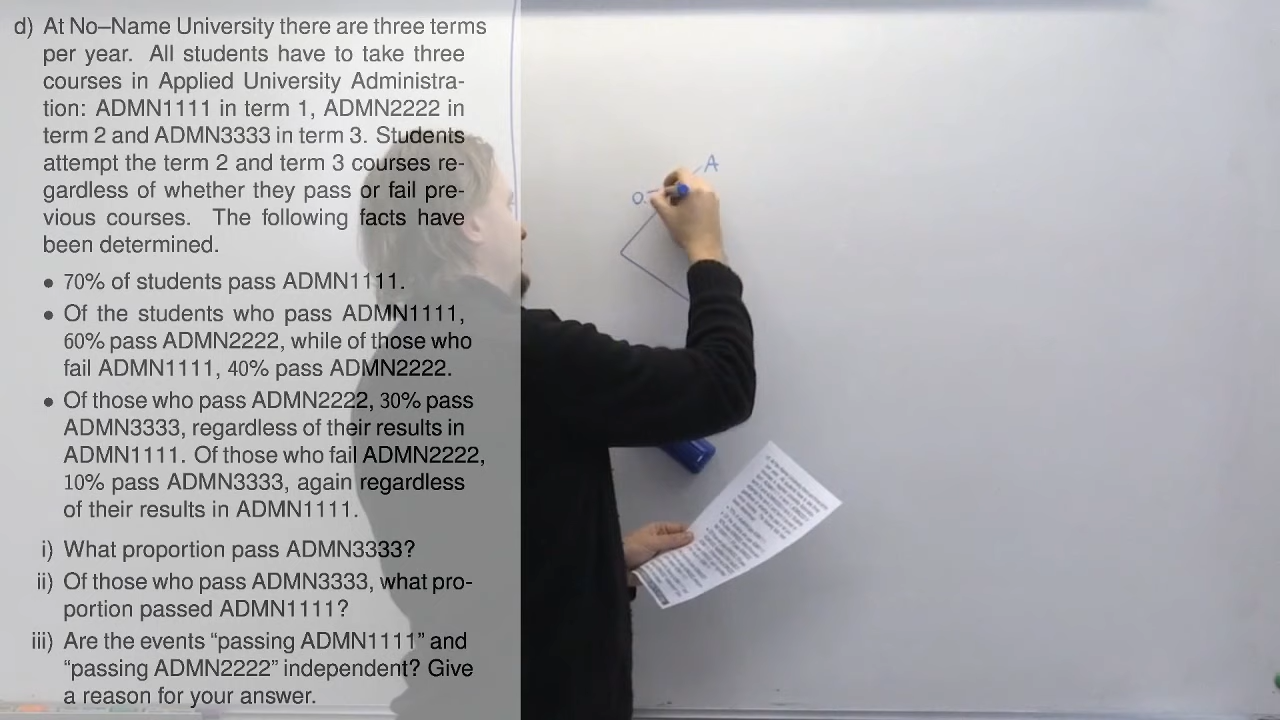 d) At No–Name University there are three terms
per year. All students have to take three
courses in Applied University Administra-
tion: ADMN1111 in term 1, ADMN2222 in
term 2 and ADMN3333 in term 3. Students
attempt the term 2 and term 3 courses re-
gardless of whether they pass or fail pre-
vious courses. The following facts have
been determined.
• 70% of students pass ADMN1111.
• Of the students who pass ADMN1111,
60% pass ADMN2222, while of those who
fail ADMN1111, 40% pass ADMN2222.
• Of those who pass ADMN2222, 30% pass
ADMN3333, regardless of their results in
ADMN1111. Of those who fail ADMN2222,
10% pass ADMN3333, again regardless
of their results in ADMN1111.
i) What proportion pass ADMN3333?
ii) Of those who pass ADMN3333, what pro-
portion passed ADMN1111?
iii) Are the events “passing ADMN1111” and
“passing ADMN2222” independent? Give
a reason for your answer.
A
0.